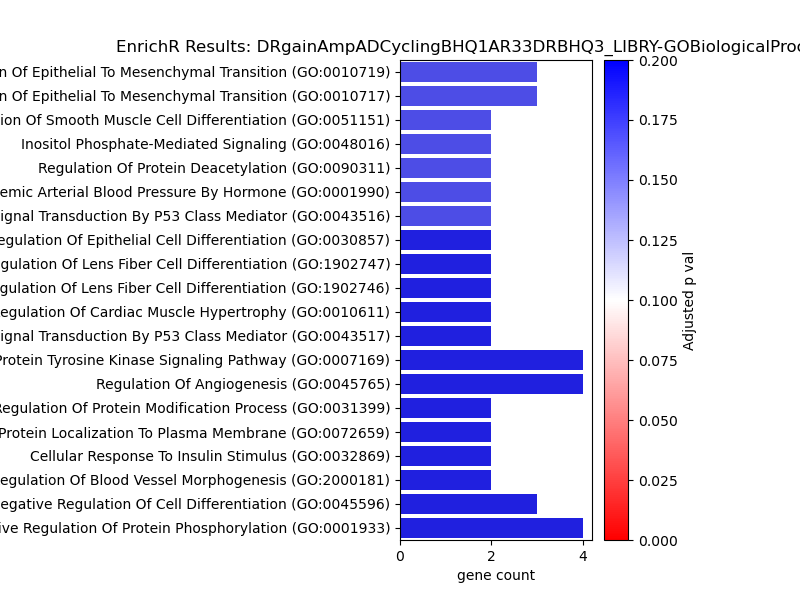 EnrichR Results: DRgainAmpADCyclingBHQ1AR33DRBHQ3_LIBRY-GOBiologicalProc
n Of Epithelial To Mesenchymal Transition (GO:0010719)
n Of Epithelial To Mesenchymal Transition (GO:0010717)
ion Of Smooth Muscle Cell Differentiation (GO:0051151)
Inositol Phosphate-Mediated Signaling (GO:0048016)
Regulation Of Protein Deacetylation (GO:0090311)
emic Arterial Blood Pressure By Hormone (GO:0001990)
ignal Transduction By P53 Class Mediator (GO:0043516)
egulation Of Epithelial Cell Differentiation (GO:0030857)
gulation Of Lens Fiber Cell Differentiation (GO:1902747)
gulation Of Lens Fiber Cell Differentiation (GO:1902746)
egulation Of Cardiac Muscle Hypertrophy (GO:0010611)
ignal Transduction By P53 Class Mediator (GO:0043517)
Protein Tyrosine Kinase Signaling Pathway (GO:0007169)
Regulation Of Angiogenesis (GO:0045765)
Regulation Of Protein Modification Process (GO:0031399)
Protein Localization To Plasma Membrane (GO:0072659)
Cellular Response To Insulin Stimulus (GO:0032869)
egulation Of Blood Vessel Morphogenesis (GO:2000181)
egative Regulation Of Cell Differentiation (GO:0045596)
ive Regulation Of Protein Phosphorylation (GO:0001933)
0 2 4
gene count
0.200
0.175
0.150
0.125
0.100
0.075
0.050
0.025
0.000
Adjusted p val